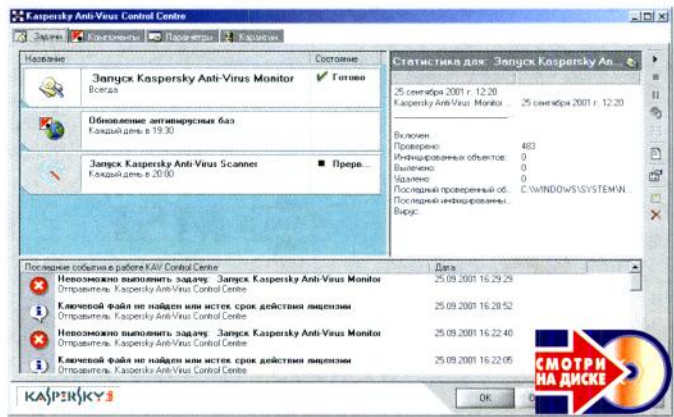 Kaspersky Anti-Virus Control Centre
Задачи Компоненты Параметры Карантин
Название Состояние
Запуск Kaspersky Anti-Virus Monitor Готово
Всегда
Обновление антивирусных баз
Каждый день в 19:30
Запуск Kaspersky Anti-Virus Scanner Прерв...
Каждый день в 20:00
Статистика для: Запуск Kaspersky An...
25 сентября 2001 г. 12:20
Kaspersky Anti-Virus Monitor ... 25 сентября 2001 г. 12:20
Включен
Проверено: 483
Инфицированных объектов: 0
Вылечено: 0
Удалено: 0
Последний проверенный об... C:\WINDOWS\SYSTEM\N...
Последний инфицированны...
Вирус:
Последние события в работе KAV Control Centre Дата
Невозможно выполнить задачу: Запуск Kaspersky Anti-Virus Monitor 25.09.2001 16:29:29
Отправитель: Kaspersky Anti-Virus Control Centre
Ключевой файл не найден или истек срок действия лицензии 25.09.2001 16:28:52
Отправитель: Kaspersky Anti-Virus Control Centre
Невозможно выполнить задачу: Запуск Kaspersky Anti-Virus Monitor 25.09.2001 16:22:40
Отправитель: Kaspersky Anti-Virus Control Centre
Ключевой файл не найден или истек срок действия лицензии 25.09.2001 16:22:05
Отправитель: Kaspersky Anti-Virus Control Centre
СМОТРИ
НА ДИСКЕ
KASPERSKY
OK